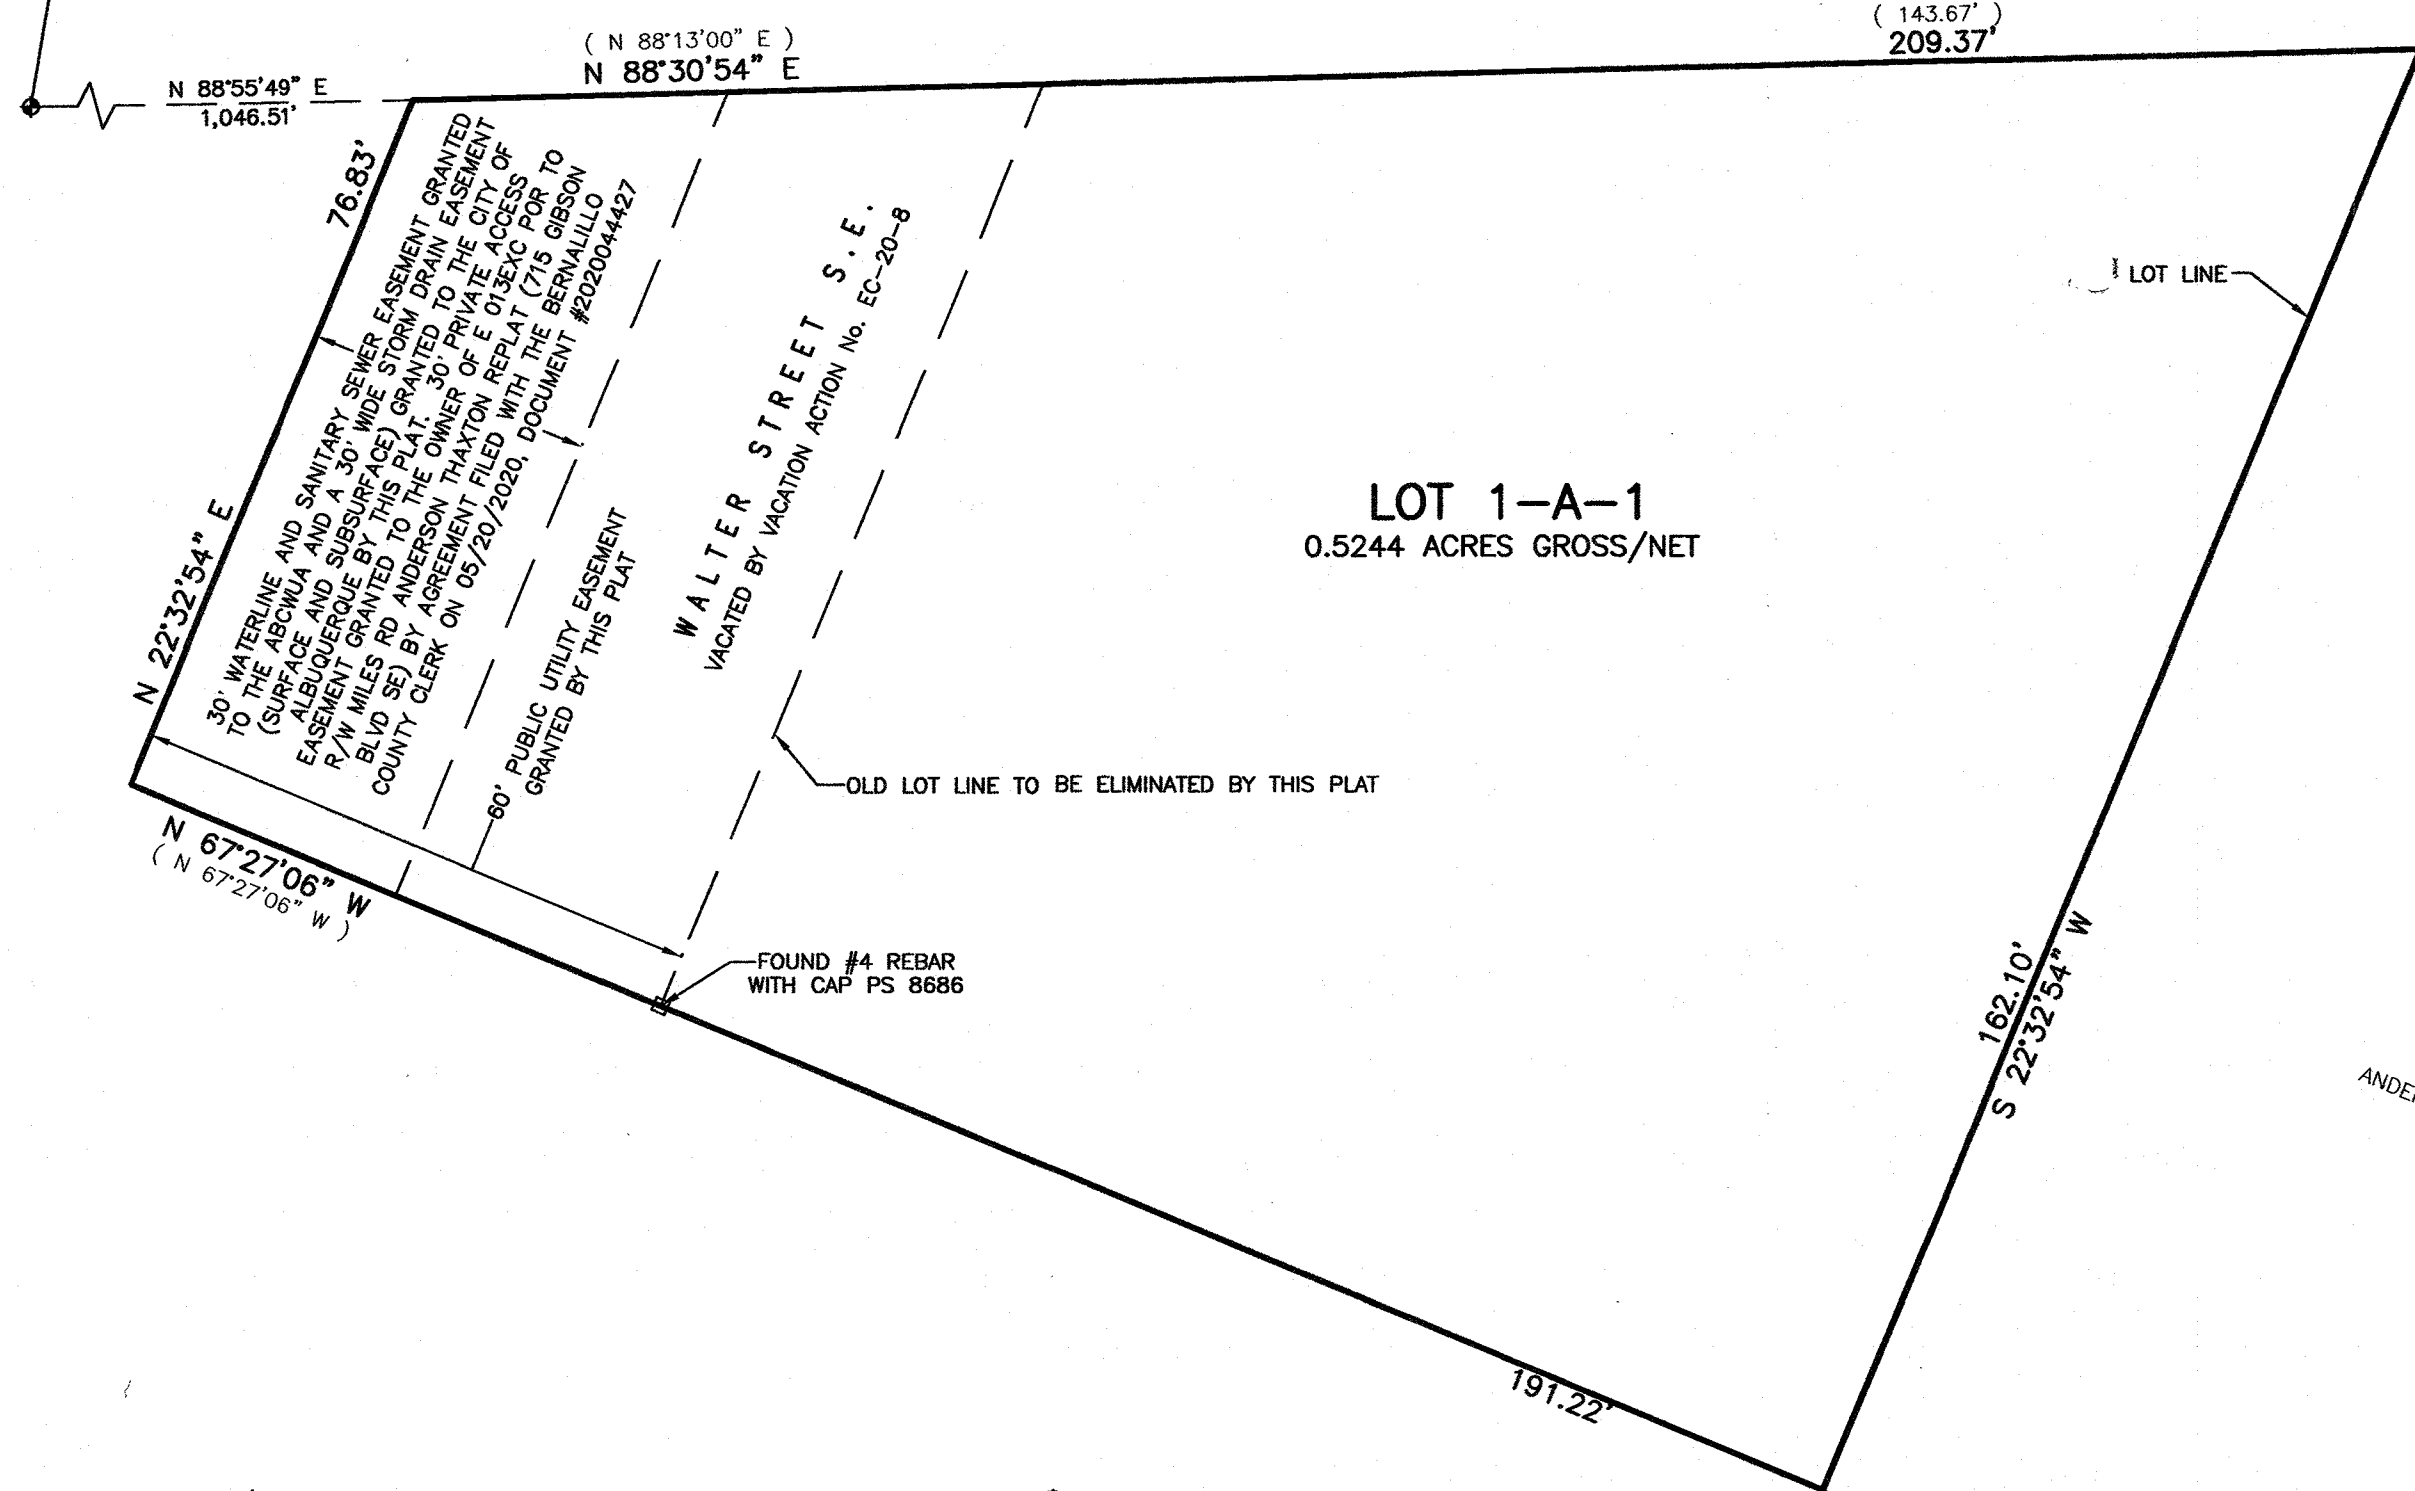 ( 143.67' )
209.37'
( N 88°13'00" E )
N 88°30'54" E
N 88°55'49" E
1,046.51'
76.83'
N 22°32'54" E
30' WATERLINE AND SANITARY SEWER EASEMENT GRANTED
TO THE ABCWUA AND A 30' WIDE STORM DRAIN EASEMENT
(SURFACE AND SUBSURFACE) GRANTED TO THE CITY OF
ALBUQUERQUE BY THIS PLAT. 30' PRIVATE ACCESS
EASEMENT GRANTED TO THE OWNER OF E 013EXC POR TO
R/W MILES RD ANDERSON THAXTON REPLAT (715 GIBSON
BLVD SE) BY AGREEMENT FILED WITH THE BERNALILLO
COUNTY CLERK ON 05/20/2020, DOCUMENT #2020044427
60' PUBLIC UTILITY EASEMENT
GRANTED BY THIS PLAT
WALTER STREET S.E.
VACATED BY VACATION ACTION No. EC-20-8
LOT LINE
LOT 1-A-1
0.5244 ACRES GROSS/NET
OLD LOT LINE TO BE ELIMINATED BY THIS PLAT
N 67°27'06" W
( N 67°27'06" W )
FOUND #4 REBAR
WITH CAP PS 8686
162.10'
S 22°32'54" W
191.22'